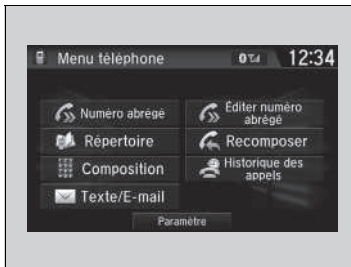 Menu téléphone 12:34
Numéro abrégé
Éditer numéro
abrégé
Répertoire
Recomposer
Composition
Historique des
appels
Texte/E-mail
Paramètre